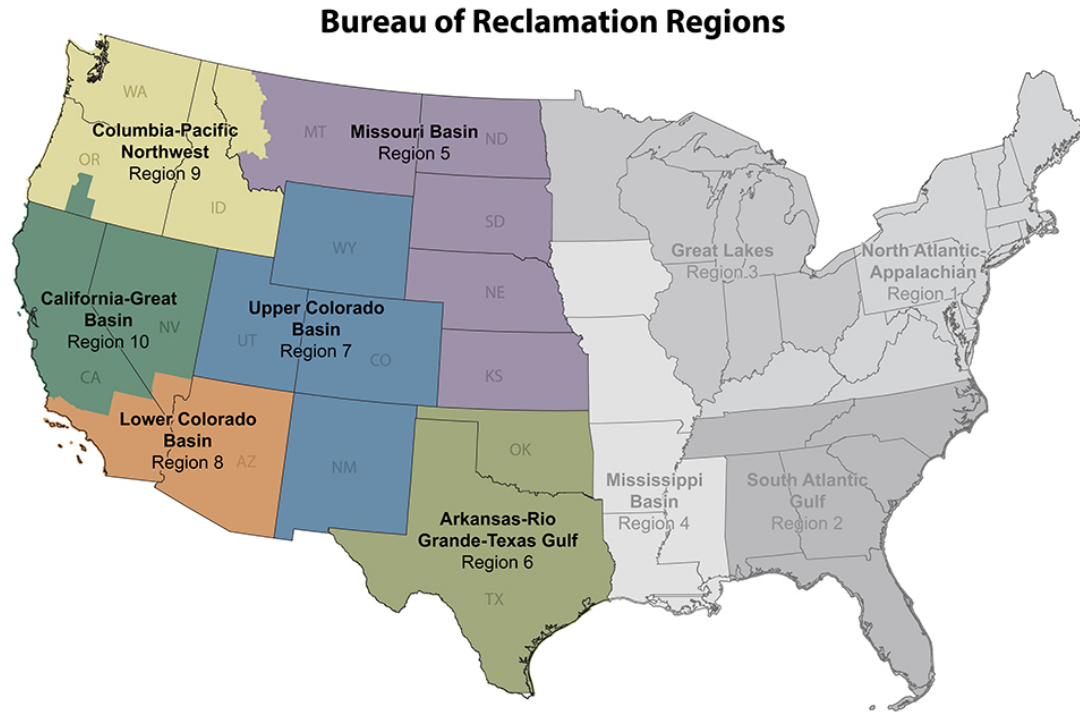 Bureau of Reclamation Regions
WA
Columbia-Pacific
Northwest
Region 9
OR
ID
MT
Missouri Basin
Region 5
ND
SD
NE
KS
WY
Upper Colorado
Basin
Region 7
UT
CO
NM
California-Great
Basin
Region 10
NV
CA
Lower Colorado
Basin
Region 8
AZ
OK
Arkansas-Rio
Grande-Texas Gulf
Region 6
TX
Great Lakes
Region 3
North Atlantic-
Appalachian
Region 1
Mississippi
Basin
Region 4
South Atlantic
Gulf
Region 2